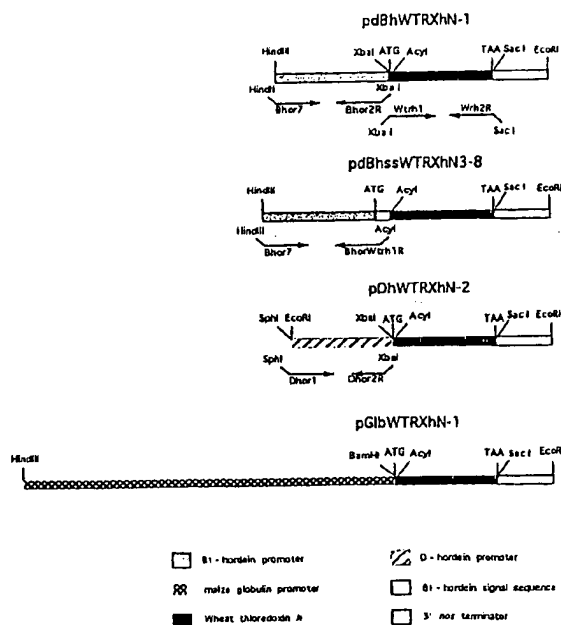 pdBhWTRXhN-1
HindIII XbaI ATG AcyI TAA SacI EcoRI
HindIII Bhor7 Bhor2R XbaI Wtrh1 Wrh2R
XbaI SacI
pdBhssWTRXhN3-8
HindIII ATG AcyI TAA SacI EcoRI
HindIII Bhor7 BhorWtrh1R AcyI
pDhWTRXhN-2
SphI EcoRI XbaI ATG AcyI TAA SacI EcoRI
SphI Dhor1 Dhor2R XbaI
pGlbWTRXhN-1
HindIII BamHI ATG AcyI TAA SacI EcoRI
B1 - hordein promoter D - hordein promoter
maize globulin promoter B1 - hordein signal sequence
Wheat thioredoxin h 3' nos terminator